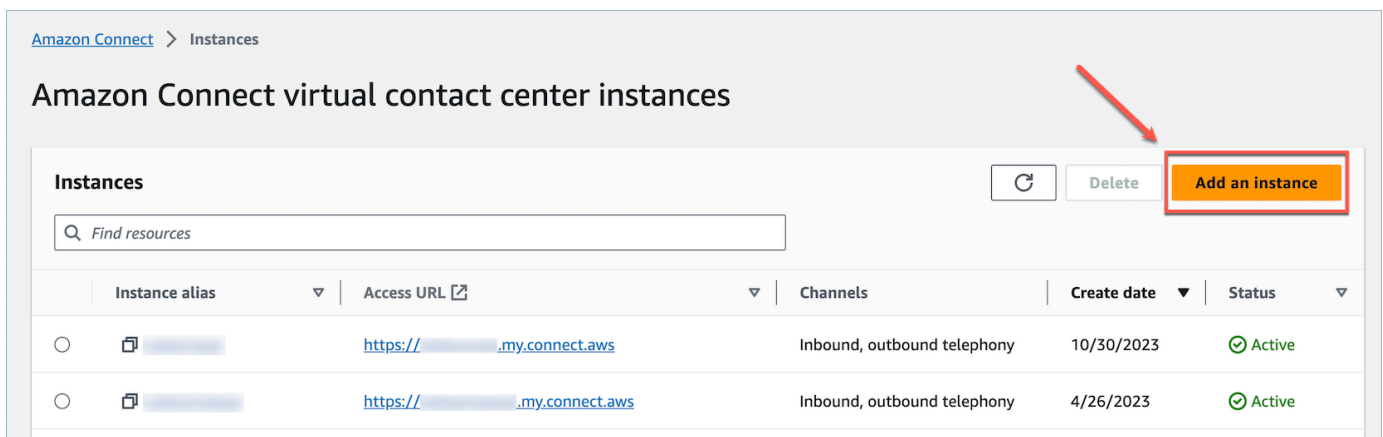 Amazon Connect > Instances
Amazon Connect virtual contact center instances
Instances
Delete
Add an instance
Find resources
Instance alias Access URL Channels Create date Status
https:// .my.connect.aws Inbound, outbound telephony 10/30/2023 Active
https:// .my.connect.aws Inbound, outbound telephony 4/26/2023 Active